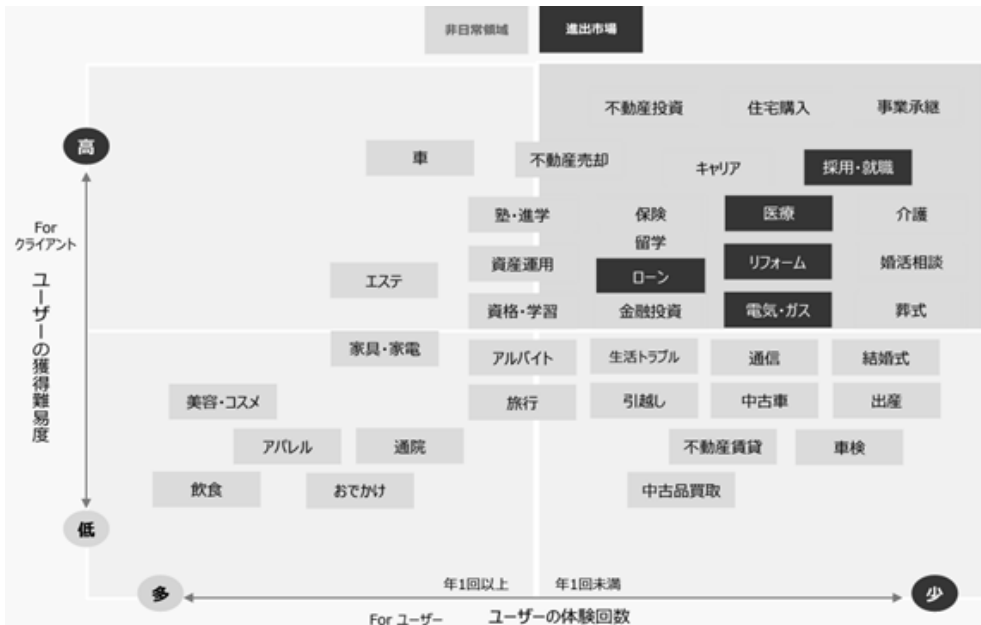 非日常領域
進出市場
不動産投資
住宅購入
事業承継
高
車
不動産売却
キャリア
採用・就職
塾・進学
保険
医療
介護
For
クライアント
留学
資産運用
ローン
リフォーム
婚活相談
エステ
資格・学習
金融投資
電気・ガス
葬式
ユーザーの獲得難易度
家具・家電
アルバイト
生活トラブル
通信
結婚式
美容・コスメ
旅行
引越し
中古車
出産
アパレル
通院
不動産賃貸
車検
飲食
おでかけ
中古品買取
低
年1回以上
年1回未満
多
少
For ユーザー
ユーザーの体験回数